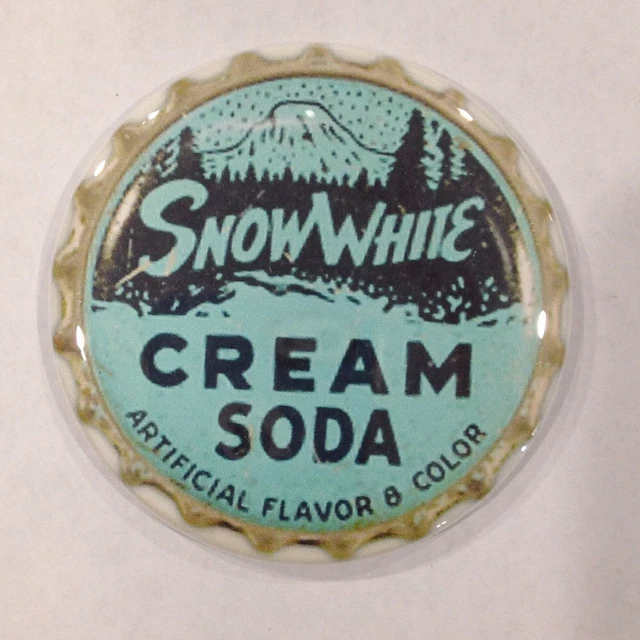 SNOWWHITE
CREAM
SODA
ARTIFICIAL FLAVOR & COLOR